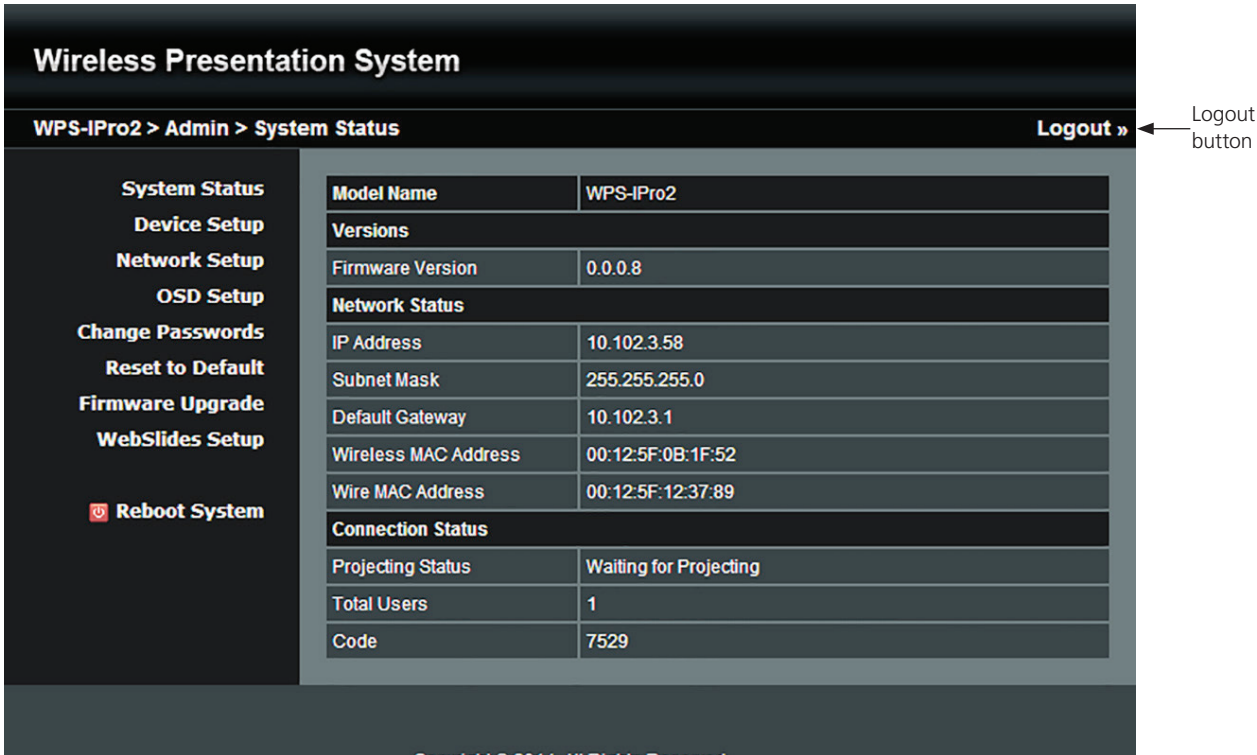 Wireless Presentation System
WPS-IPro2 > Admin > System Status
Logout »
Logout
button
System Status
Device Setup
Network Setup
OSD Setup
Change Passwords
Reset to Default
Firmware Upgrade
WebSlides Setup
Reboot System
Model Name WPS-IPro2
Versions
Firmware Version 0.0.0.8
Network Status
IP Address 10.102.3.58
Subnet Mask 255.255.255.0
Default Gateway 10.102.3.1
Wireless MAC Address 00:12:5F:0B:1F:52
Wire MAC Address 00:12:5F:12:37:89
Connection Status
Projecting Status Waiting for Projecting
Total Users 1
Code 7529